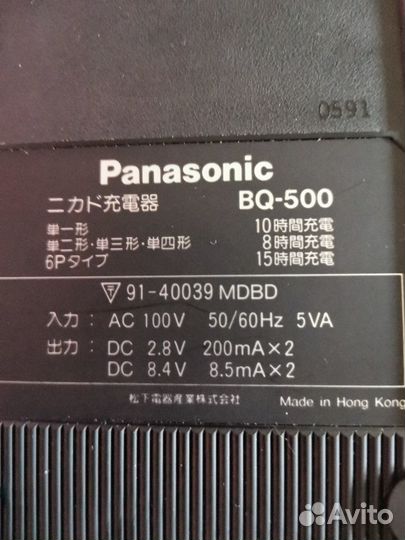 0591
Panasonic
ニカド充電器 BQ-500
単一形 10時間充電
単二形・単三形・単四形 8時間充電
6Pタイプ 15時間充電
〒 91-40039 MDBD
入力: AC 100V 50/60Hz 5VA
出力: DC 2.8V 200mA×2
DC 8.4V 8.5mA×2
松下電器産業株式会社 Made in Hong Kong
Avito